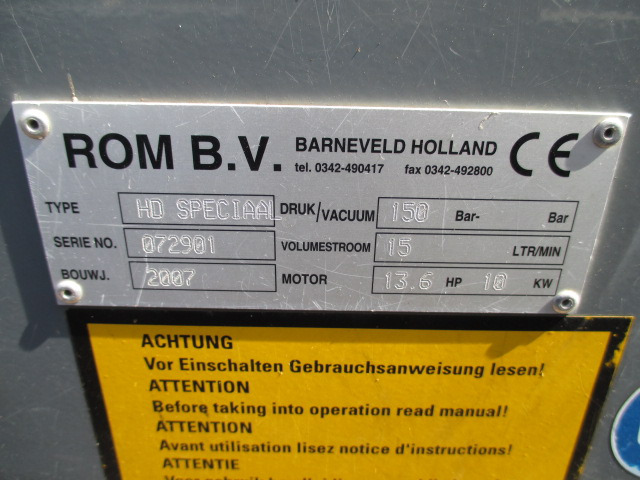 ROM B.V. BARNEVELD HOLLAND CE
tel. 0342-490417 fax 0342-492800
TYPE HD SPECIAAL DRUK/VACUUM 150 Bar- Bar
SERIE NO. 072901 VOLUMESTROOM 15 LTR/MIN
BOUWJ. 2007 MOTOR 13.6 HP 10 KW
ACHTUNG
Vor Einschalten Gebrauchsanweisung lesen!
ATTENTION
Before taking into operation read manual!
ATTENTION
Avant utilisation lisez notice d'instructions!
ATTENTIE